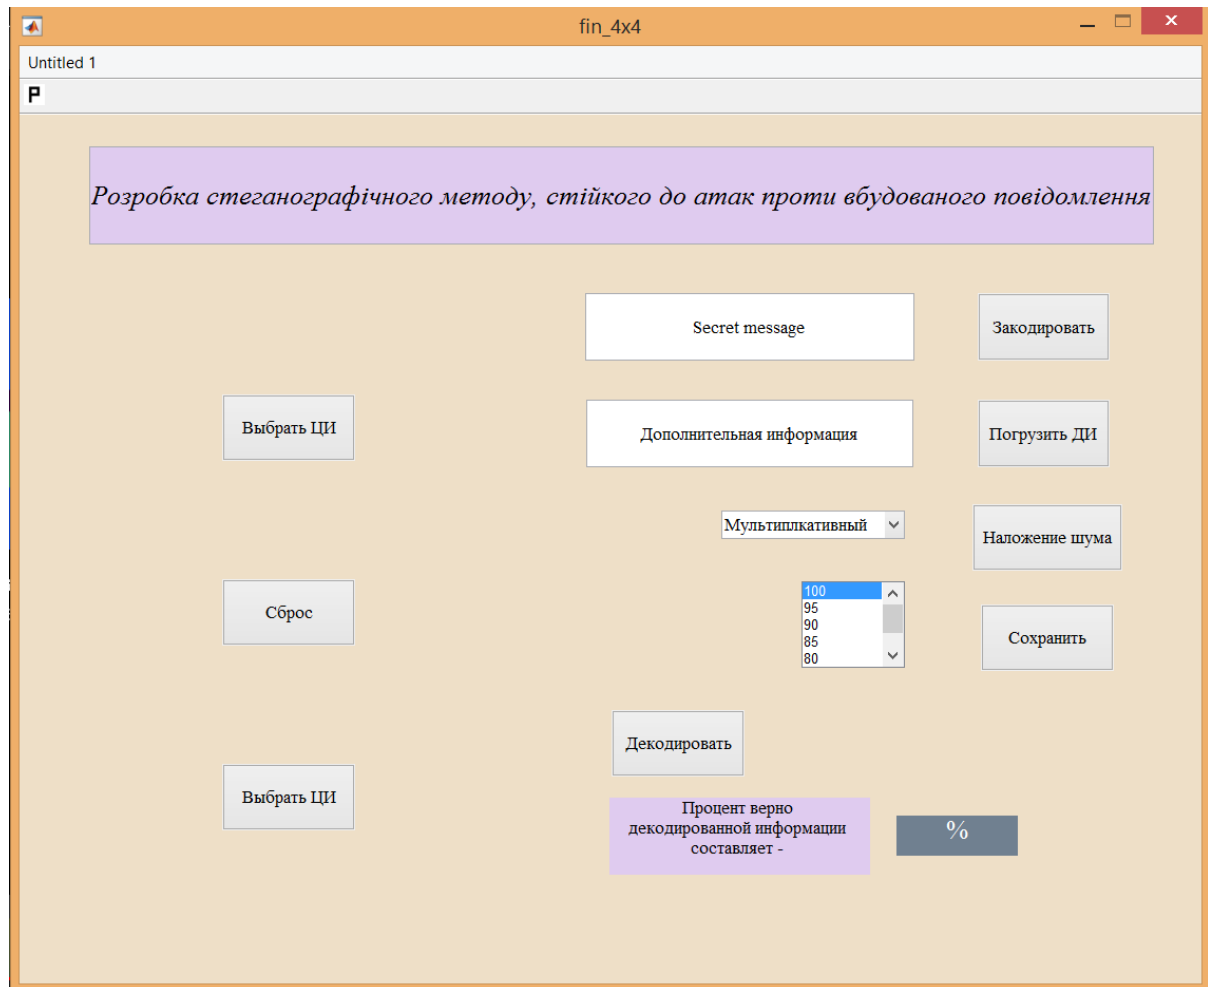 fin_4x4
Untitled 1
P
Розробка стеганографічного методу, стійкого до атак проти вбудованого повідомлення
Secret message
Закодировать
Выбрать ЦИ
Дополнительная информация
Погрузить ДИ
Мультиплкативный
Наложение шума
Сброс
100
95
90
85
80
Сохранить
Декодировать
Выбрать ЦИ
Процент верно
декодированной информации
составляет -
%